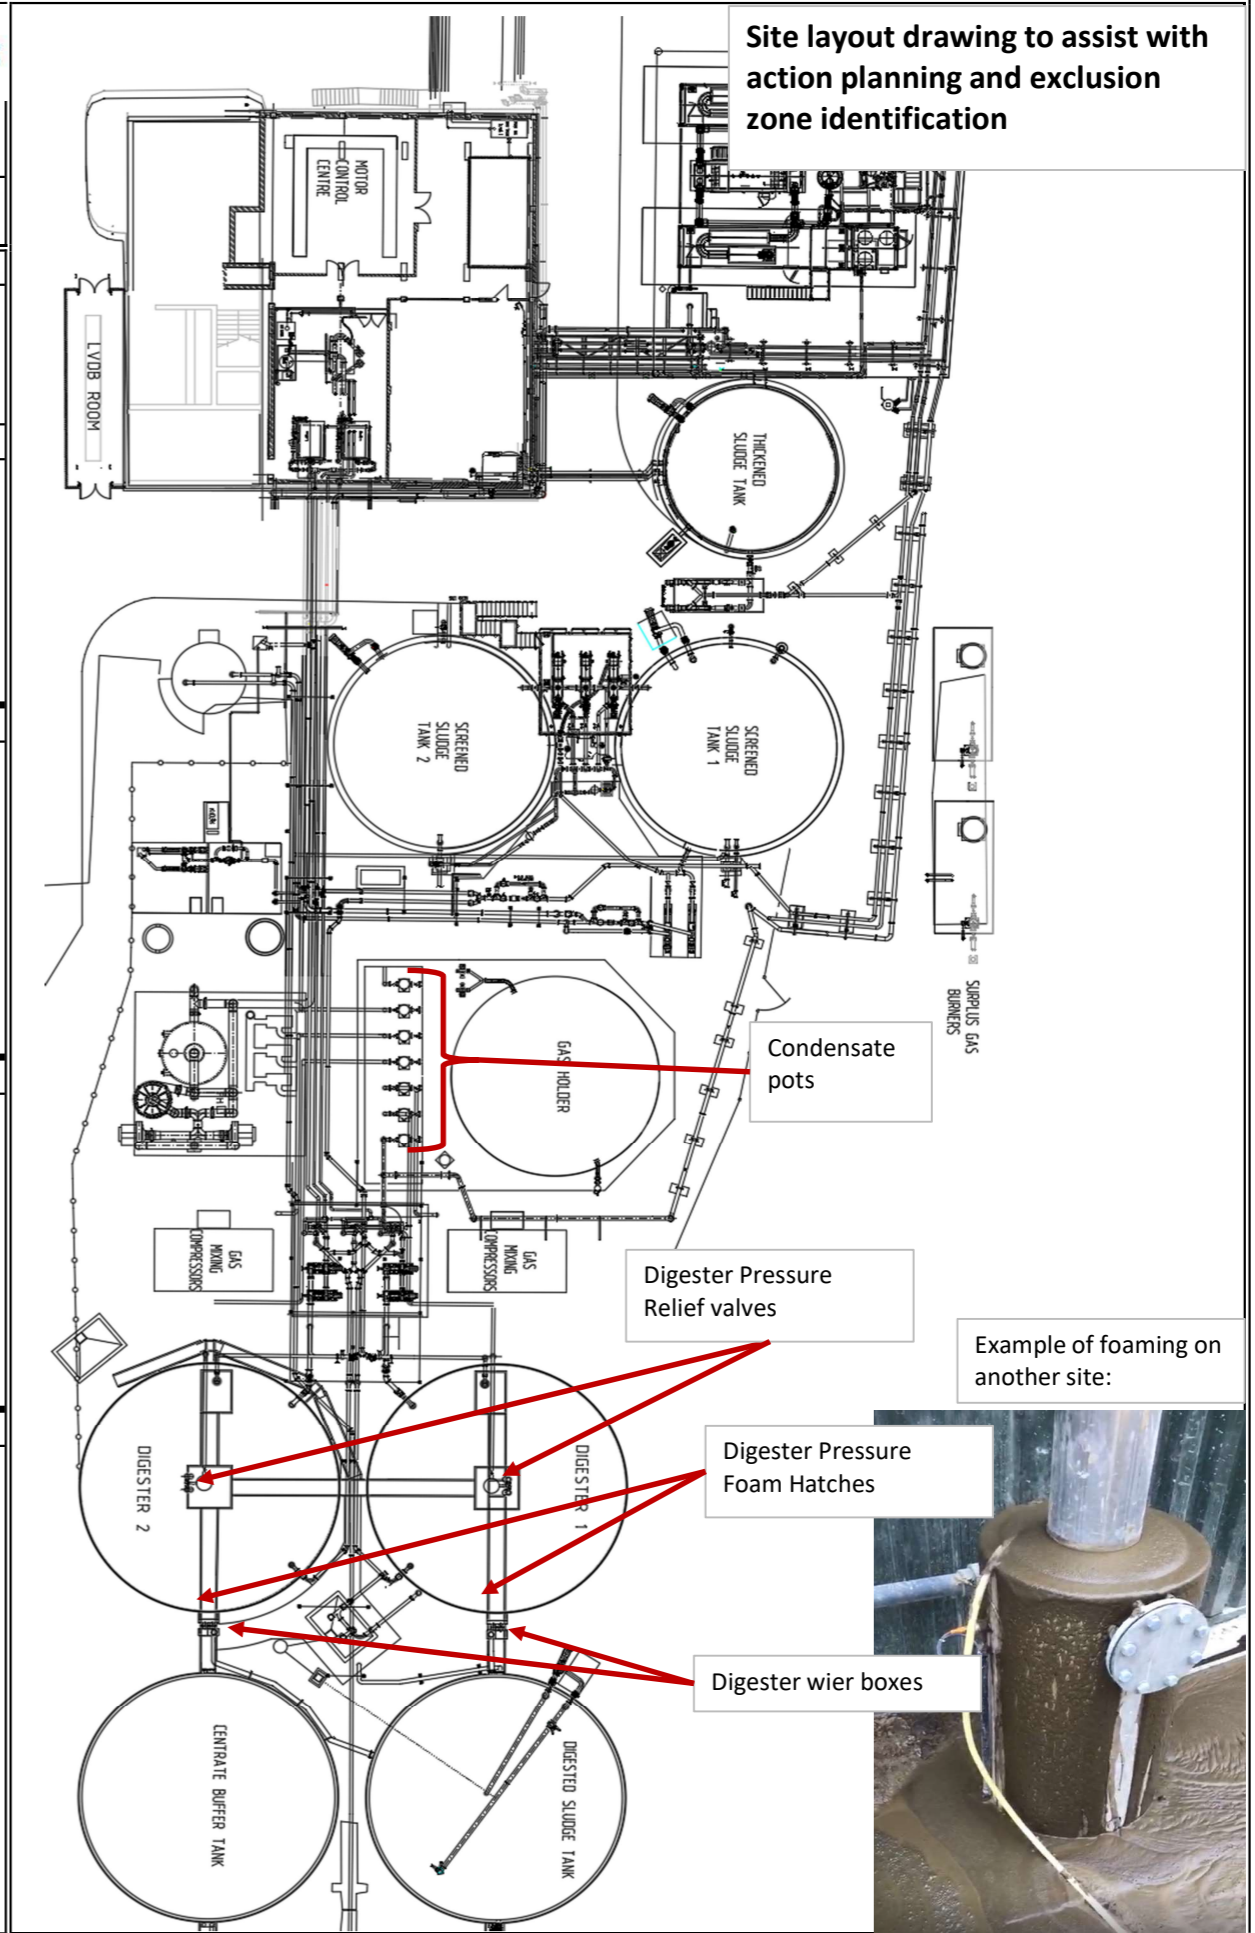 Site layout drawing to assist with
action planning and exclusion
zone identification
MOTOR
CONTROL
CENTRE
LVDB ROOM
THICKENED
SLUDGE TANK
SCREENED
SLUDGE
TANK 2
SCREENED
SLUDGE
TANK 1
SURPLUS GAS
BURNERS
GAS HOLDER
Condensate
pots
GAS
MIXING
COMPRESSORS
GAS
MIXING
COMPRESSORS
Digester Pressure
Relief valves
Example of foaming on
another site:
DIGESTER 2
DIGESTER 1
Digester Pressure
Foam Hatches
Digester wier boxes
CENTRATE BUFFER TANK
DIGESTED SLUDGE TANK